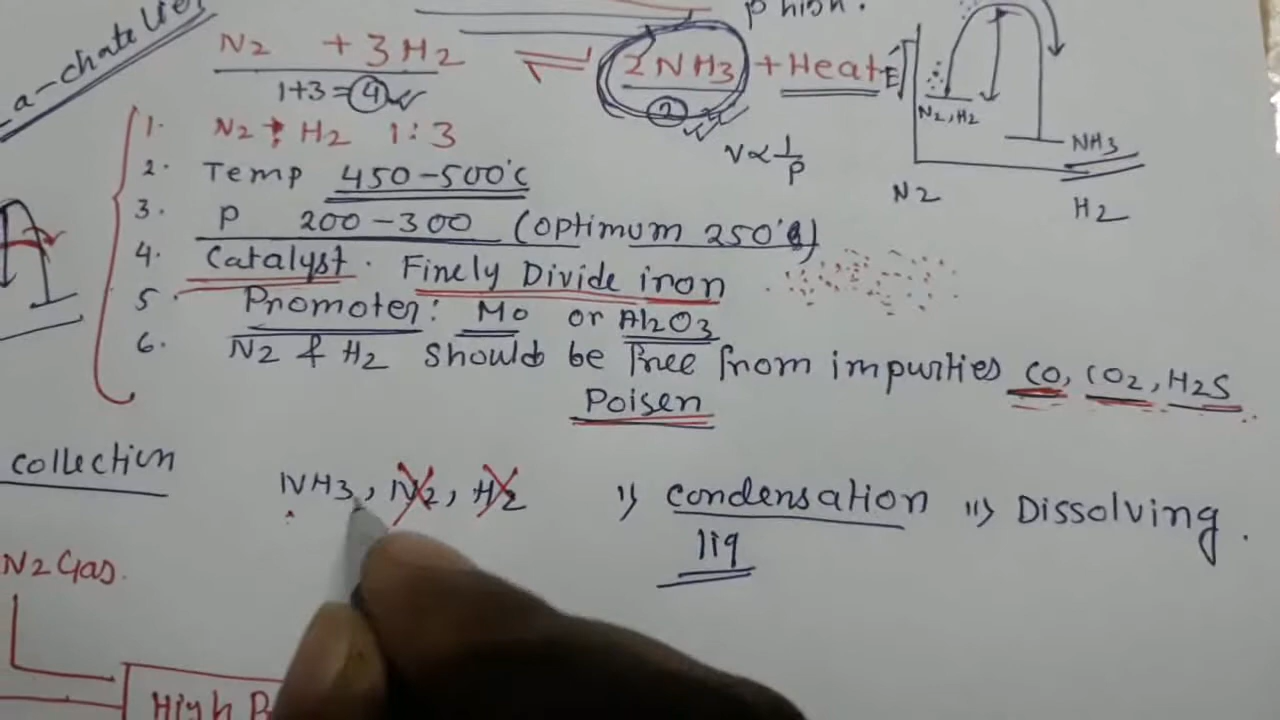 a-chatelie
P high.
N2 + 3H2 ⇌ 2NH3 + Heat
1+3=4
2
V∝1/P
E
N2, H2
NH3
N2
H2
1. N2 : H2 1:3
2. Temp 450-500°C
3. P 200-300 (optimum 250°
4. Catalyst. Finely Divide iron
5 Promoter: Mo or Al2O3
6. N2 & H2 should be free from impurities CO, CO2, H2S
Poisen
collection
NH3, N2, H2 i) condensation ii) Dissolving.
liq
N2 Gas.
High